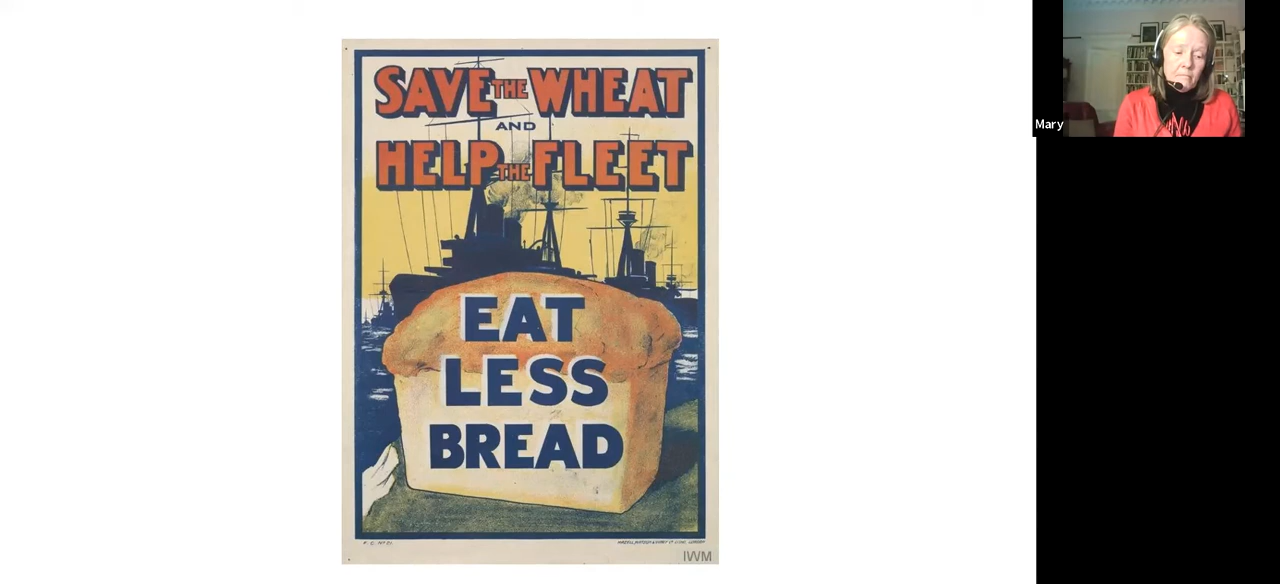 SAVE THE WHEAT
AND
HELP THE FLEET
EAT
LESS
BREAD
IWM
Mary